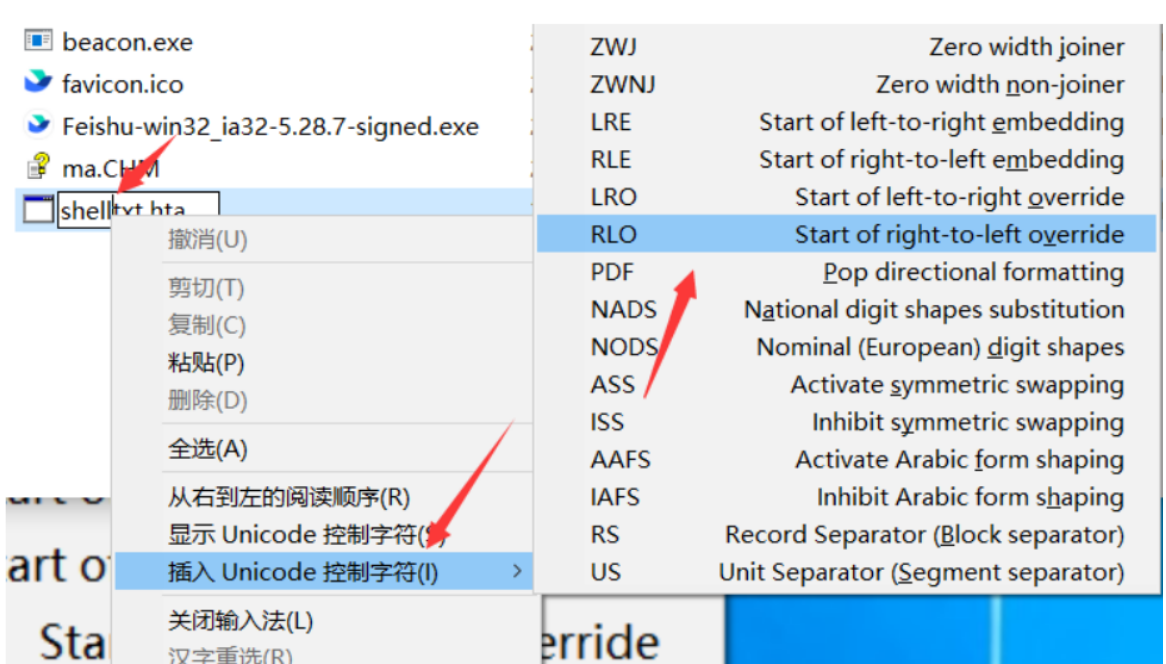 beacon.exe
favicon.ico
Feishu-win32_ia32-5.28.7-signed.exe
ma.CHM
shelltxt.hta
撤消(U)
剪切(T)
复制(C)
粘贴(P)
删除(D)
全选(A)
从右到左的阅读顺序(R)
显示 Unicode 控制字符(S)
插入 Unicode 控制字符(I)
关闭输入法(L)
汉字重选(R)
ZWJ Zero width joiner
ZWNJ Zero width non-joiner
LRE Start of left-to-right embedding
RLE Start of right-to-left embedding
LRO Start of left-to-right override
RLO Start of right-to-left override
PDF Pop directional formatting
NADS National digit shapes substitution
NODS Nominal (European) digit shapes
ASS Activate symmetric swapping
ISS Inhibit symmetric swapping
AAFS Activate Arabic form shaping
IAFS Inhibit Arabic form shaping
RS Record Separator (Block separator)
US Unit Separator (Segment separator)
art o
Sta
erride